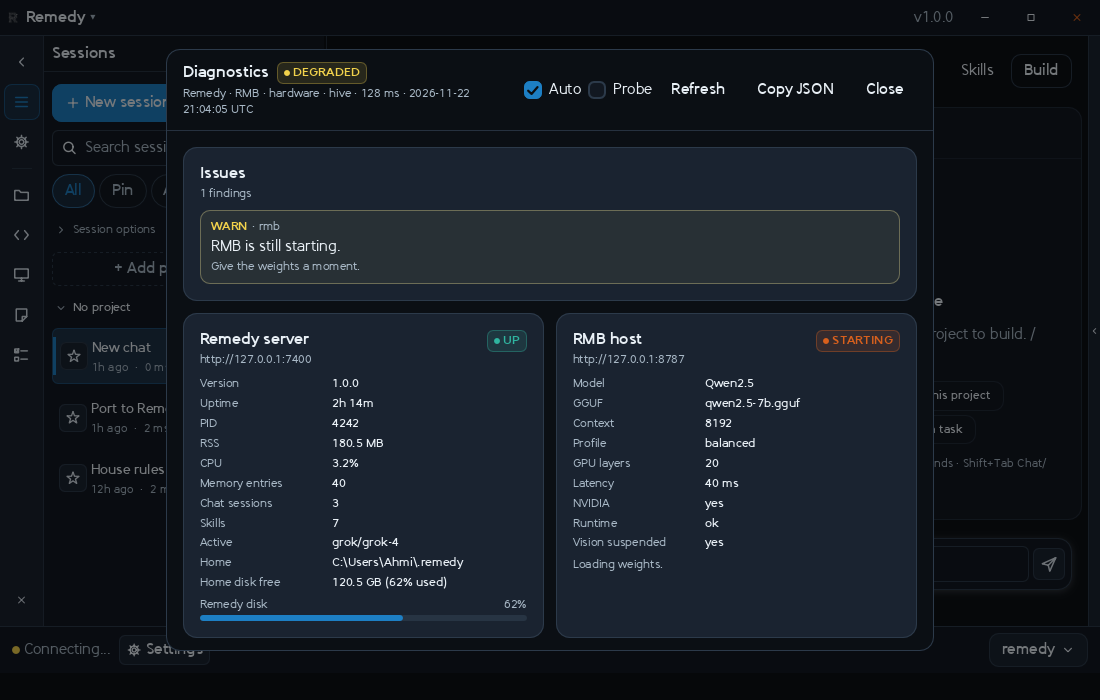 R Remedy
v1.0.0
Sessions
Skills
Build
New session
Search sessi
All
Pin
Session options
+ Add p
No project
New chat
1h ago · 0 m
Port to Rem
1h ago · 2 m
House rules
12h ago · 2 m
Diagnostics
DEGRADED
Remedy · RMB · hardware · hive · 128 ms · 2026-11-22
21:04:05 UTC
Auto
Probe
Refresh
Copy JSON
Close
Issues
1 findings
WARN · rmb
RMB is still starting.
Give the weights a moment.
Remedy server
UP
http://127.0.0.1:7400
Version 1.0.0
Uptime 2h 14m
PID 4242
RSS 180.5 MB
CPU 3.2%
Memory entries 40
Chat sessions 3
Skills 7
Active grok/grok-4
Home C:\Users\Ahmi\.remedy
Home disk free 120.5 GB (62% used)
Remedy disk 62%
RMB host
STARTING
http://127.0.0.1:8787
Model Qwen2.5
GGUF qwen2.5-7b.gguf
Context 8192
Profile balanced
GPU layers 20
Latency 40 ms
NVIDIA yes
Runtime ok
Vision suspended yes
Loading weights.
roject to build. /
his project
task
nds · Shift+Tab Chat/
Connecting...
Settings
remedy